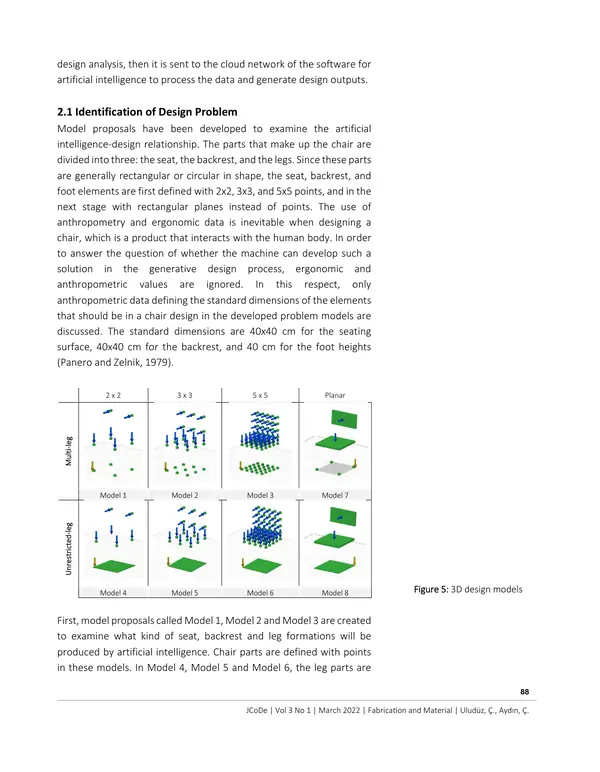 design analysis, then it is sent to the cloud network of the software for
artificial intelligence to process the data and generate design outputs.
2.1 Identification of Design Problem
Model proposals have been developed to examine the artificial
intelligence-design relationship. The parts that make up the chair are
divided into three: the seat, the backrest, and the legs. Since these parts
are generally rectangular or circular in shape, the seat, backrest, and
foot elements are first defined with 2x2, 3x3, and 5x5 points, and in the
next stage with rectangular planes instead of points. The use of
anthropometry and ergonomic data is inevitable when designing a
chair, which is a product that interacts with the human body. In order
to answer the question of whether the machine can develop such a
solution in the generative design process, ergonomic and
anthropometric values are ignored. In this respect, only
anthropometric data defining the standard dimensions of the elements
that should be in a chair design in the developed problem models are
discussed. The standard dimensions are 40x40 cm for the seating
surface, 40x40 cm for the backrest, and 40 cm for the foot heights
(Panero and Zelnik, 1979).
2 x 2 3 x 3 5 x 5 Planar
Multi-leg
Model 1 Model 2 Model 3 Model 7
Unrestricted-leg
Model 4 Model 5 Model 6 Model 8
Figure 5: 3D design models
First, model proposals called Model 1, Model 2 and Model 3 are created
to examine what kind of seat, backrest and leg formations will be
produced by artificial intelligence. Chair parts are defined with points
in these models. In Model 4, Model 5 and Model 6, the leg parts are
88
JCoDe | Vol 3 No 1 | March 2022 | Fabrication and Material | Uludüz, Ç., Aydın, Ç.